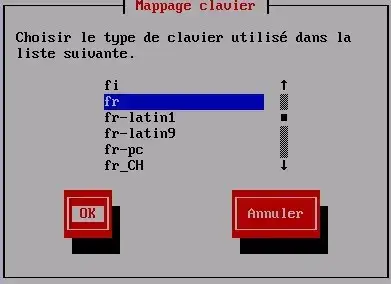 Mappage clavier
Choisir le type de clavier utilisé dans la
liste suivante.
fi
fr
fr-latin1
fr-latin9
fr-pc
fr_CH
OK
Annuler